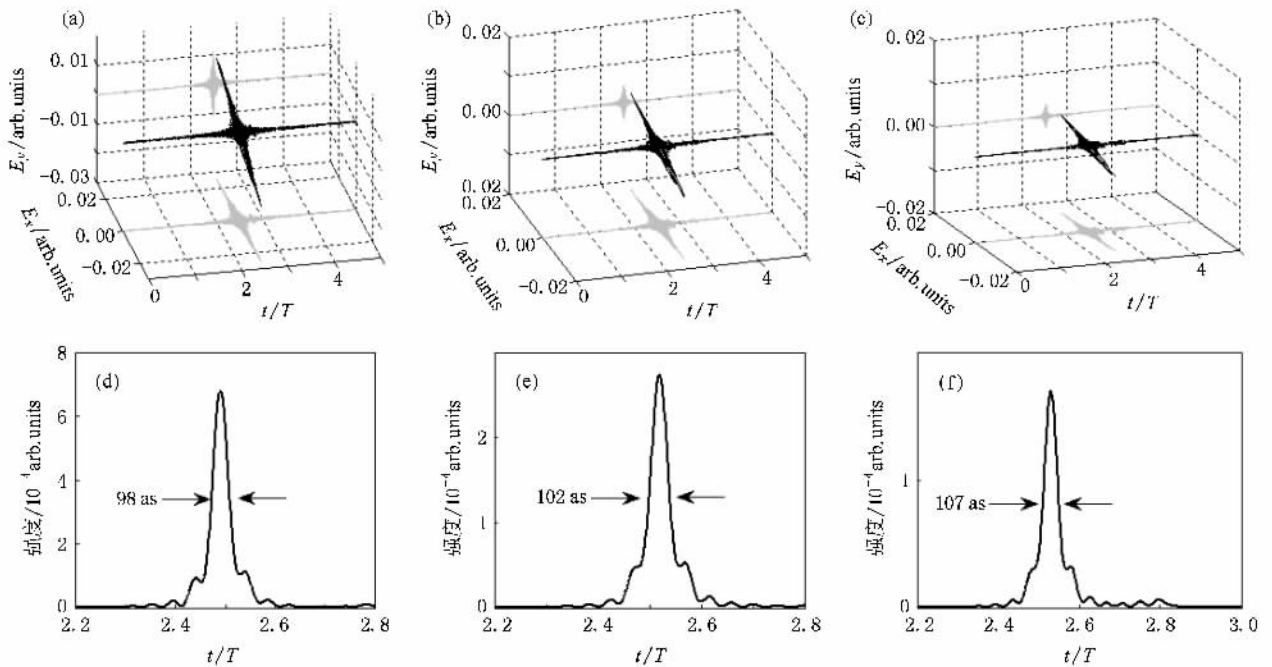 (a)
0.01
−0.01
−0.03
E_y/arb.units
0.02
0.00
−0.02
E_x/arb.units
0
2
4
t/T
(b)
0.02
0.00
0.02
E_y/arb.units
0.00
−0.02
E_x/arb.units
0
2
4
t/T
(c)
0.02
0.00
−0.02
E_y/arb.units
0.02
0.00
−0.02
E_x/arb.units
0
2
4
t/T
(d)
8
6
4
2
0
强度/10⁻⁴ arb.units
98 as
2.2
2.4
2.6
2.8
t/T
(e)
2
1
0
强度/10⁻⁴ arb.units
102 as
2.2
2.4
2.6
2.8
t/T
(f)
1
0
强度/10⁻⁴ arb.units
107 as
2.2
2.4
2.6
2.8
3.0
t/T